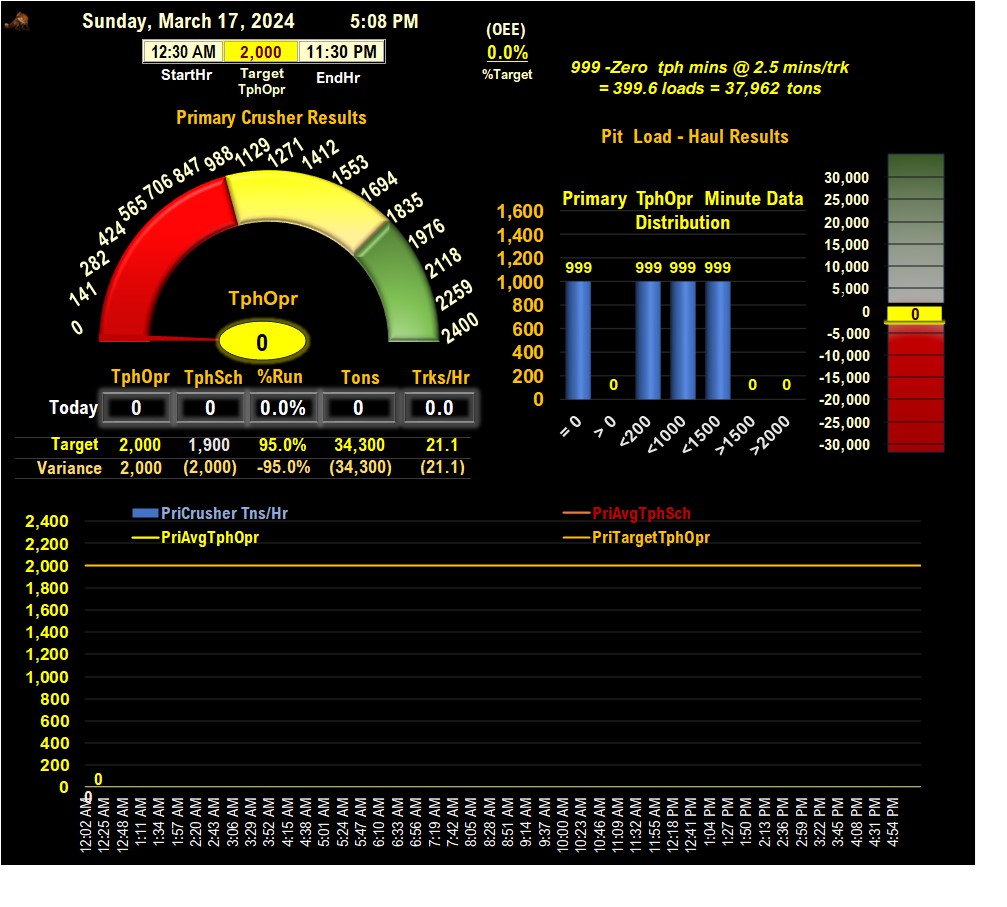 Sunday, March 17, 2024 5:08 PM
12:30 AM 2,000 11:30 PM
StartHr Target TphOpr EndHr
(OEE)
0.0%
%Target
999 -Zero tph mins @ 2.5 mins/trk
= 399.6 loads = 37,962 tons
Primary Crusher Results
0 141 282 424 565 706 847 988 1129 1271 1412 1553 1694 1835 1976 2118 2259 2400
TphOpr
0
TphOpr TphSch %Run Tons Trks/Hr
Today 0 0 0.0% 0 0.0
Target 2,000 1,900 95.0% 34,300 21.1
Variance 2,000 (2,000) -95.0% (34,300) (21.1)
Pit Load - Haul Results
Primary TphOpr Minute Data
Distribution
1,600
1,400
1,200
1,000
800
600
400
200
0
999 0 999 999 999 0 0
= 0 > 0 <200 <1000 <1500 >1500 >2000
30,000
25,000
20,000
15,000
10,000
5,000
0
0
-5,000
-10,000
-15,000
-20,000
-25,000
-30,000
PriCrusher Tns/Hr PriAvgTphSch
PriAvgTphOpr PriTargetTphOpr
2,400
2,200
2,000
1,800
1,600
1,400
1,200
1,000
800
600
400
200
0
0
0
12:02 AM 12:25 AM 12:48 AM 1:11 AM 1:34 AM 1:57 AM 2:20 AM 2:43 AM 3:06 AM 3:29 AM 3:52 AM 4:15 AM 4:38 AM 5:01 AM 5:24 AM 5:47 AM 6:10 AM 6:33 AM 6:56 AM 7:19 AM 7:42 AM 8:05 AM 8:28 AM 8:51 AM 9:14 AM 9:37 AM 10:00 AM 10:23 AM 10:46 AM 11:09 AM 11:32 AM 11:55 AM 12:18 PM 12:41 PM 1:04 PM 1:27 PM 1:50 PM 2:13 PM 2:36 PM 2:59 PM 3:22 PM 3:45 PM 4:08 PM 4:31 PM 4:54 PM